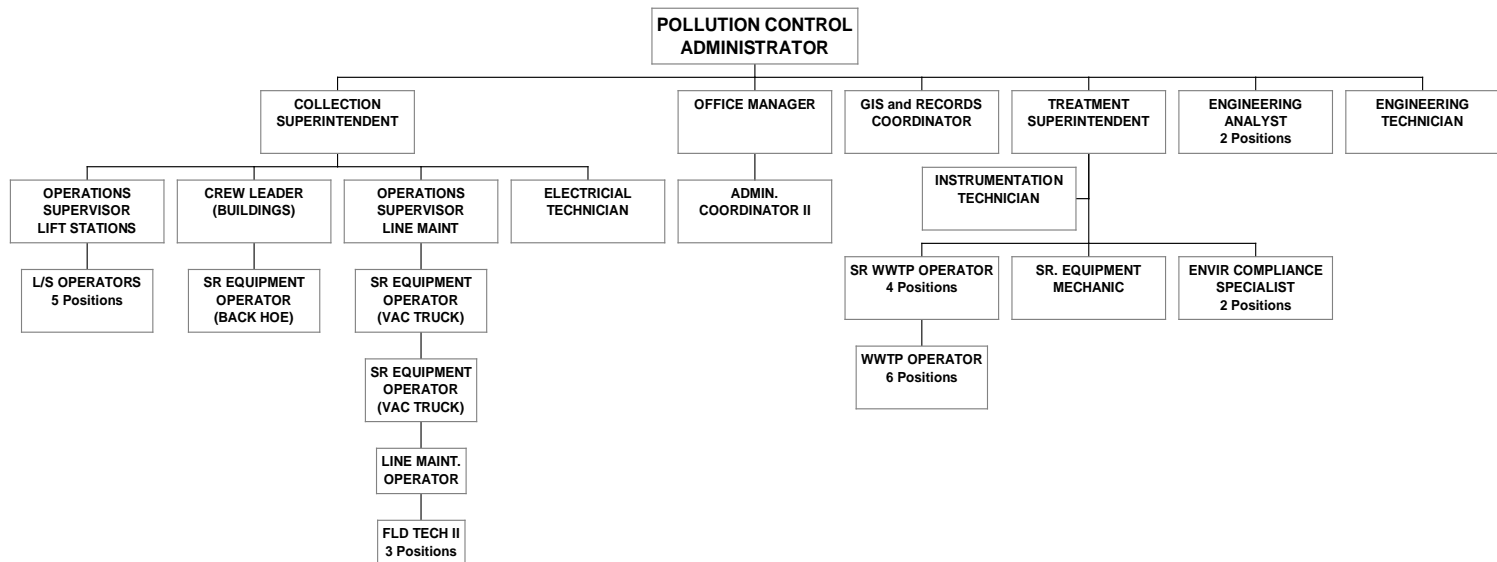 POLLUTION CONTROL
ADMINISTRATOR
COLLECTION
SUPERINTENDENT
OFFICE MANAGER
GIS and RECORDS
COORDINATOR
TREATMENT
SUPERINTENDENT
ENGINEERING
ANALYST
2 Positions
ENGINEERING
TECHNICIAN
OPERATIONS
SUPERVISOR
LIFT STATIONS
CREW LEADER
(BUILDINGS)
OPERATIONS
SUPERVISOR
LINE MAINT
ELECTRICIAL
TECHNICIAN
ADMIN.
COORDINATOR II
INSTRUMENTATION
TECHNICIAN
L/S OPERATORS
5 Positions
SR EQUIPMENT
OPERATOR
(BACK HOE)
SR EQUIPMENT
OPERATOR
(VAC TRUCK)
SR WWTP OPERATOR
4 Positions
SR. EQUIPMENT
MECHANIC
ENVIR COMPLIANCE
SPECIALIST
2 Positions
SR EQUIPMENT
OPERATOR
(VAC TRUCK)
WWTP OPERATOR
6 Positions
LINE MAINT.
OPERATOR
FLD TECH II
3 Positions